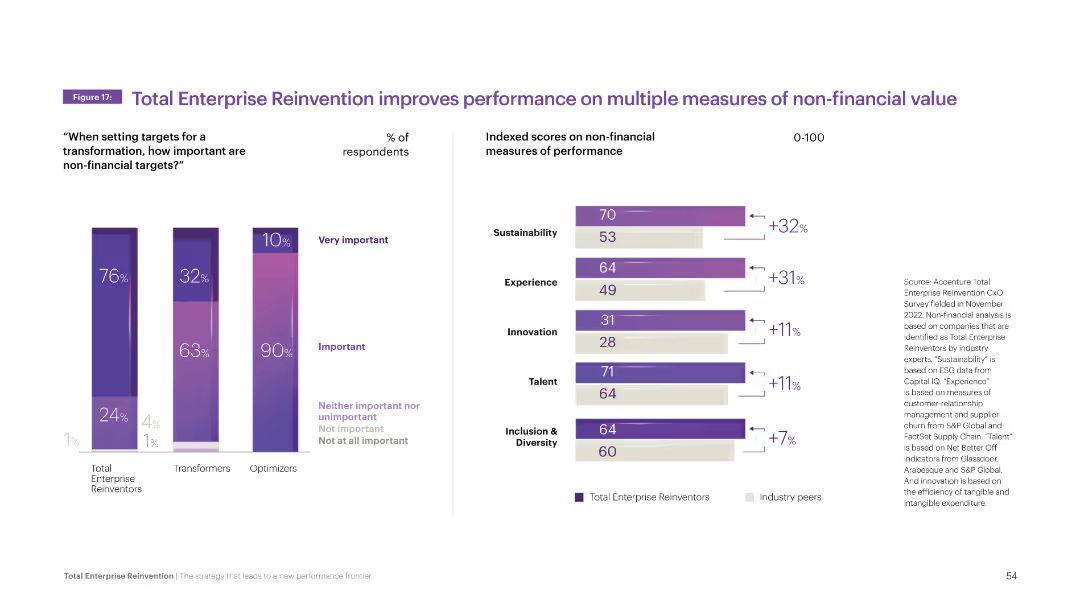 Figure 17:
Total Enterprise Reinvention improves performance on multiple measures of non-financial value
“When setting targets for a
transformation, how important are
non-financial targets?”
% of
respondents
76%
24%
1%
Total
Enterprise
Reinventors
32%
63%
4%
1%
Transformers
10%
90%
Optimizers
Very important
Important
Neither important nor
unimportant
Not important
Not at all important
Indexed scores on non-financial
measures of performance
0-100
Sustainability
70
53
+32%
Experience
64
49
+31%
Innovation
31
28
+11%
Talent
71
64
+11%
Inclusion &
Diversity
64
60
+7%
Total Enterprise Reinventors
Industry peers
Source: Accenture Total
Enterprise Reinvention CxO
Survey fielded in November
2022. Non-financial analysis is
based on companies that are
identified as Total Enterprise
Reinventors by industry
experts. “Sustainability” is
based on ESG data from
Capital IQ. “Experience”
is based on measures of
customer-relationship
management and supplier
churn from S&P Global and
FactSet Supply Chain. “Talent”
is based on Net Better Off
indicators from Glassdoor,
Arabesque and S&P Global.
And innovation is based on
the efficiency of tangible and
intangible expenditure.
Total Enterprise Reinvention | The strategy that leads to a new performance frontier
54